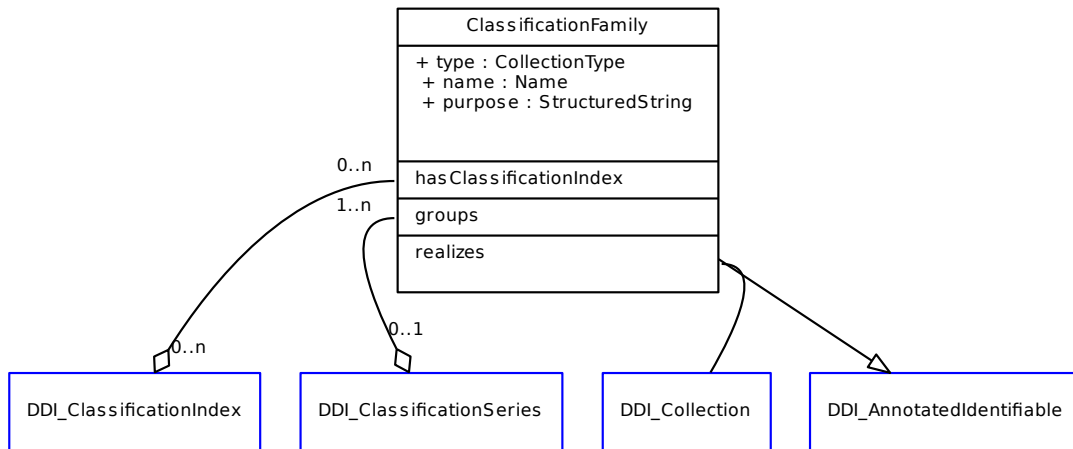 ClassificationFamily
+ type : CollectionType
+ name : Name
+ purpose : StructuredString
0..n
hasClassificationIndex
1..n
groups
realizes
0..n
0..1
DDI_ClassificationIndex
DDI_ClassificationSeries
DDI_Collection
DDI_AnnotatedIdentifiable